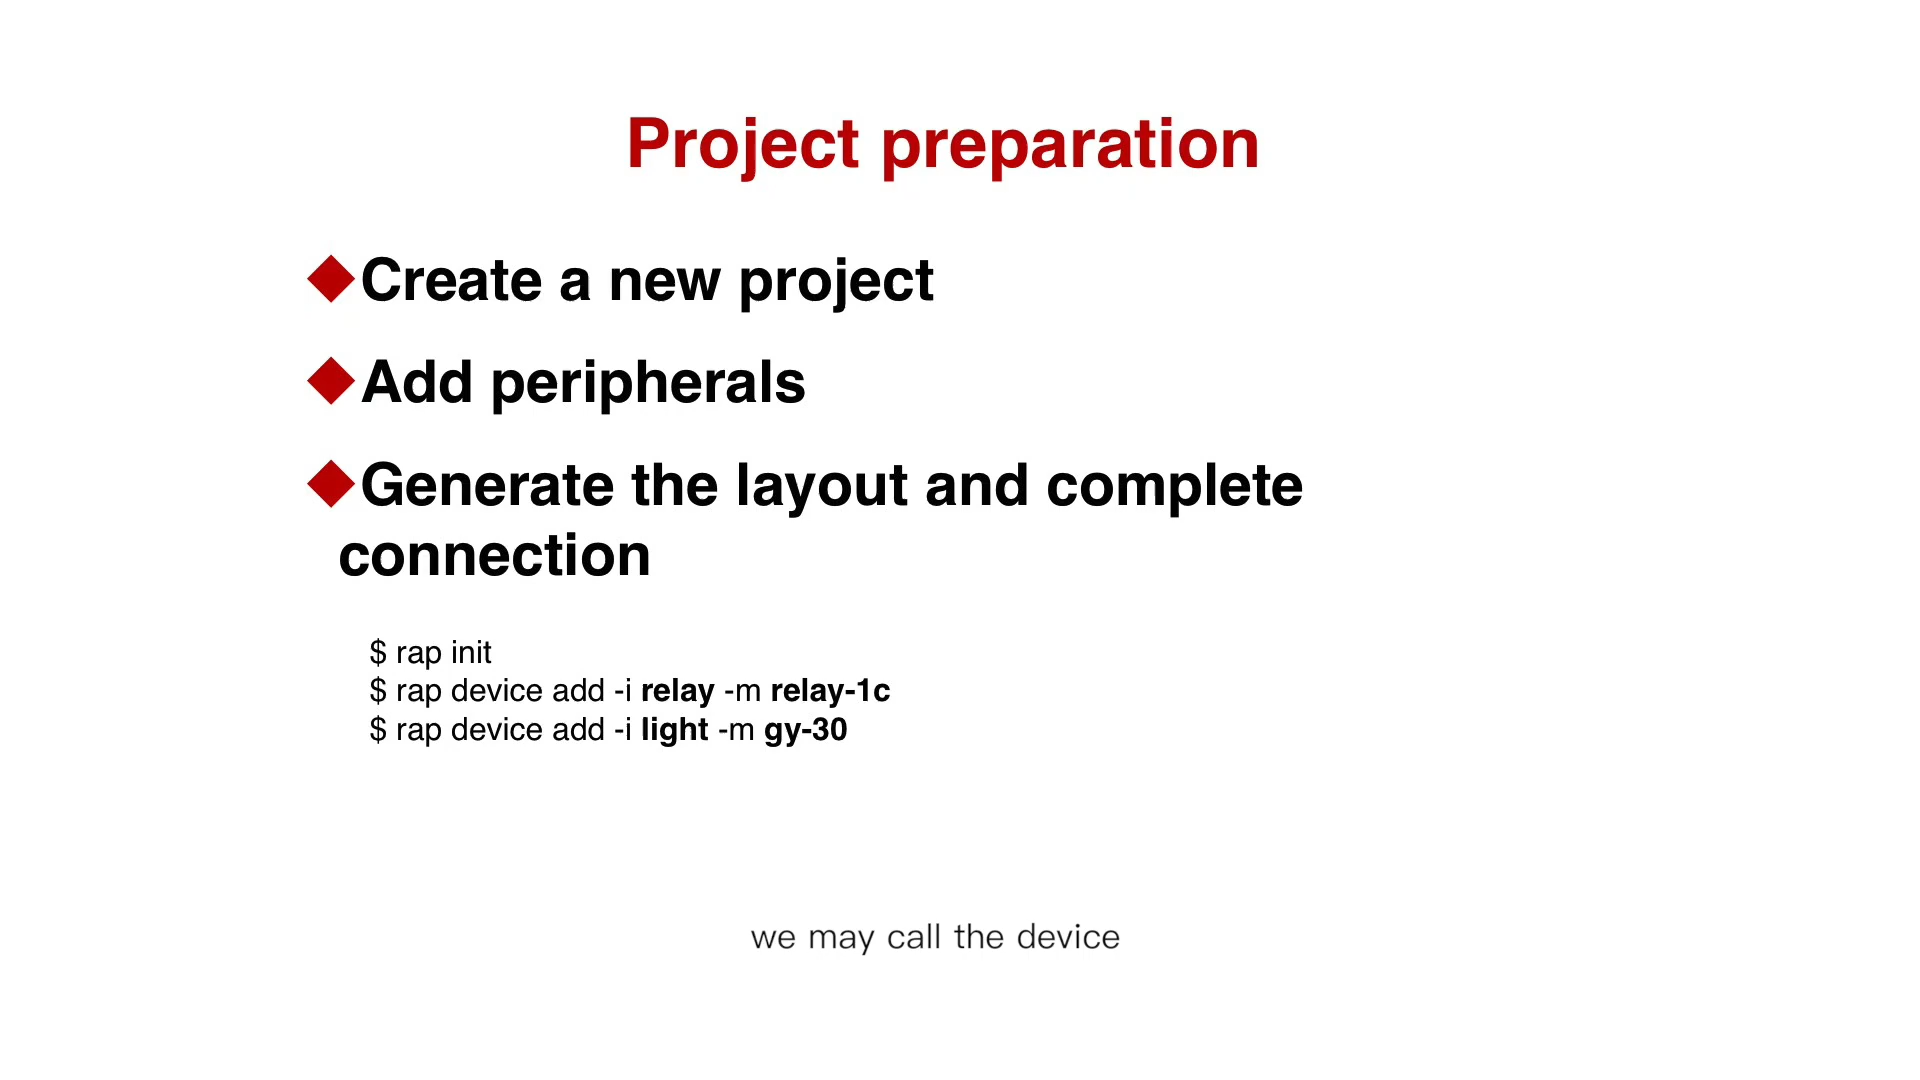 Project preparation
◆Create a new project
◆Add peripherals
◆Generate the layout and complete
connection
$ rap init
$ rap device add -i relay -m relay-1c
$ rap device add -i light -m gy-30
we may call the device